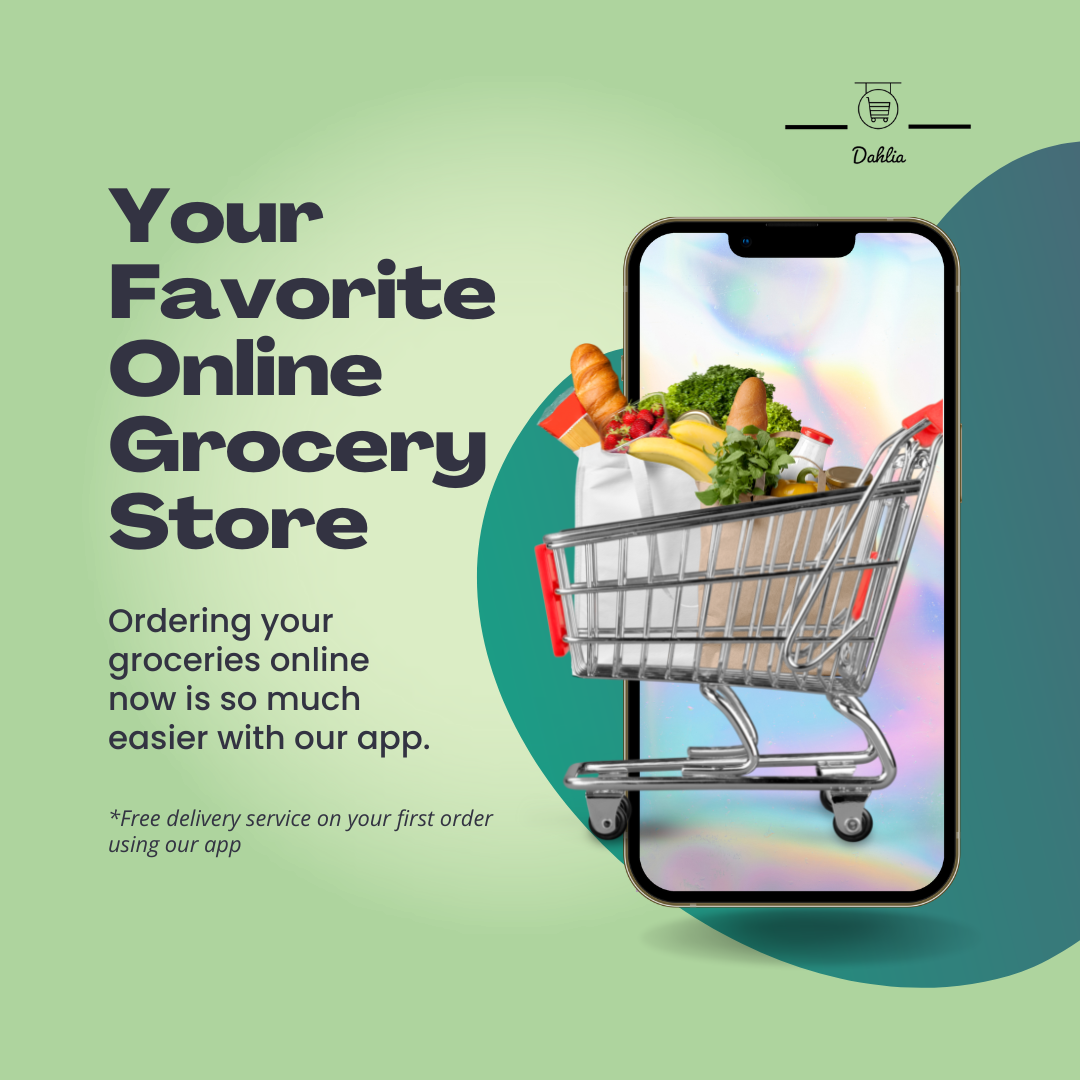 Dahlia
Your
Favorite
Online
Grocery
Store
Ordering your
groceries online
now is so much
easier with our app.
*Free delivery service on your first order
using our app